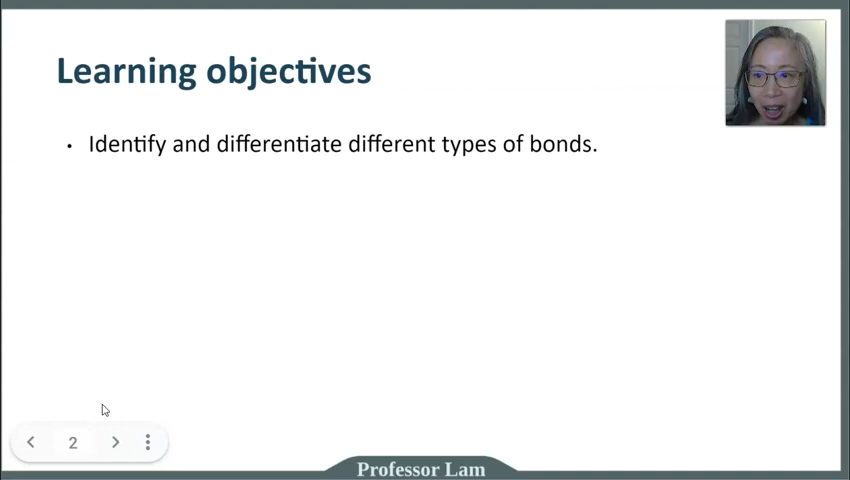 Learning objectives
• Identify and differentiate different types of bonds.
2
Professor Lam